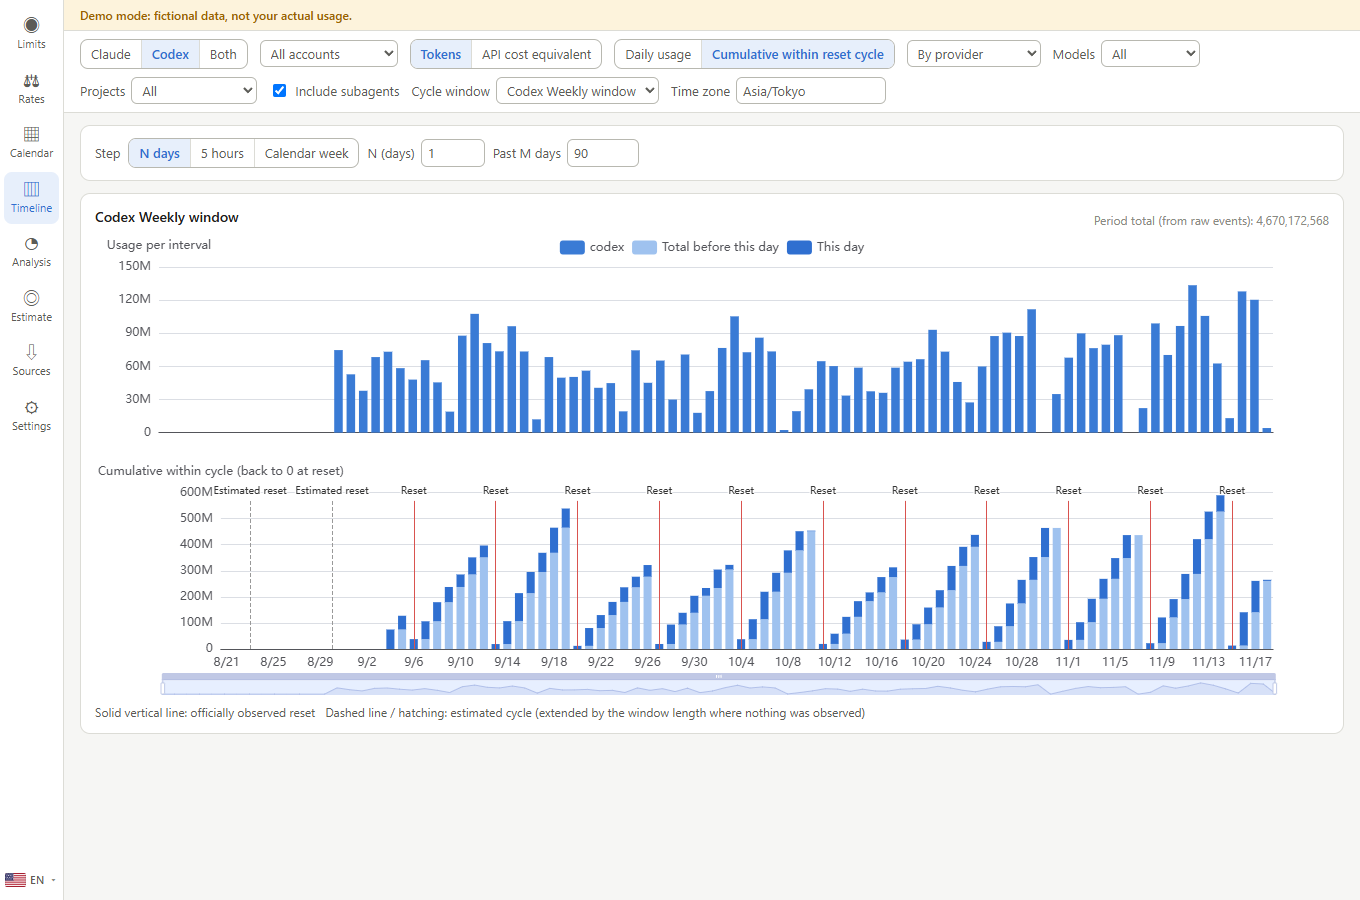 Demo mode: fictional data, not your actual usage.
Limits
Rates
Calendar
Timeline
Analysis
Estimate
Sources
Settings
EN
Claude Codex Both All accounts Tokens API cost equivalent Daily usage Cumulative within reset cycle By provider Models All
Projects All Include subagents Cycle window Codex Weekly window Time zone Asia/Tokyo
Step N days 5 hours Calendar week N (days) 1 Past M days 90
Codex Weekly window
Period total (from raw events): 4,670,172,568
Usage per interval
codex Total before this day This day
150M
120M
90M
60M
30M
0
Cumulative within cycle (back to 0 at reset)
Estimated reset Estimated reset Reset Reset Reset Reset Reset Reset Reset Reset Reset Reset Reset
600M
500M
400M
300M
200M
100M
0
8/21 8/25 8/29 9/2 9/6 9/10 9/14 9/18 9/22 9/26 9/30 10/4 10/8 10/12 10/16 10/20 10/24 10/28 11/1 11/5 11/9 11/13 11/17
Solid vertical line: officially observed reset Dashed line / hatching: estimated cycle (extended by the window length where nothing was observed)